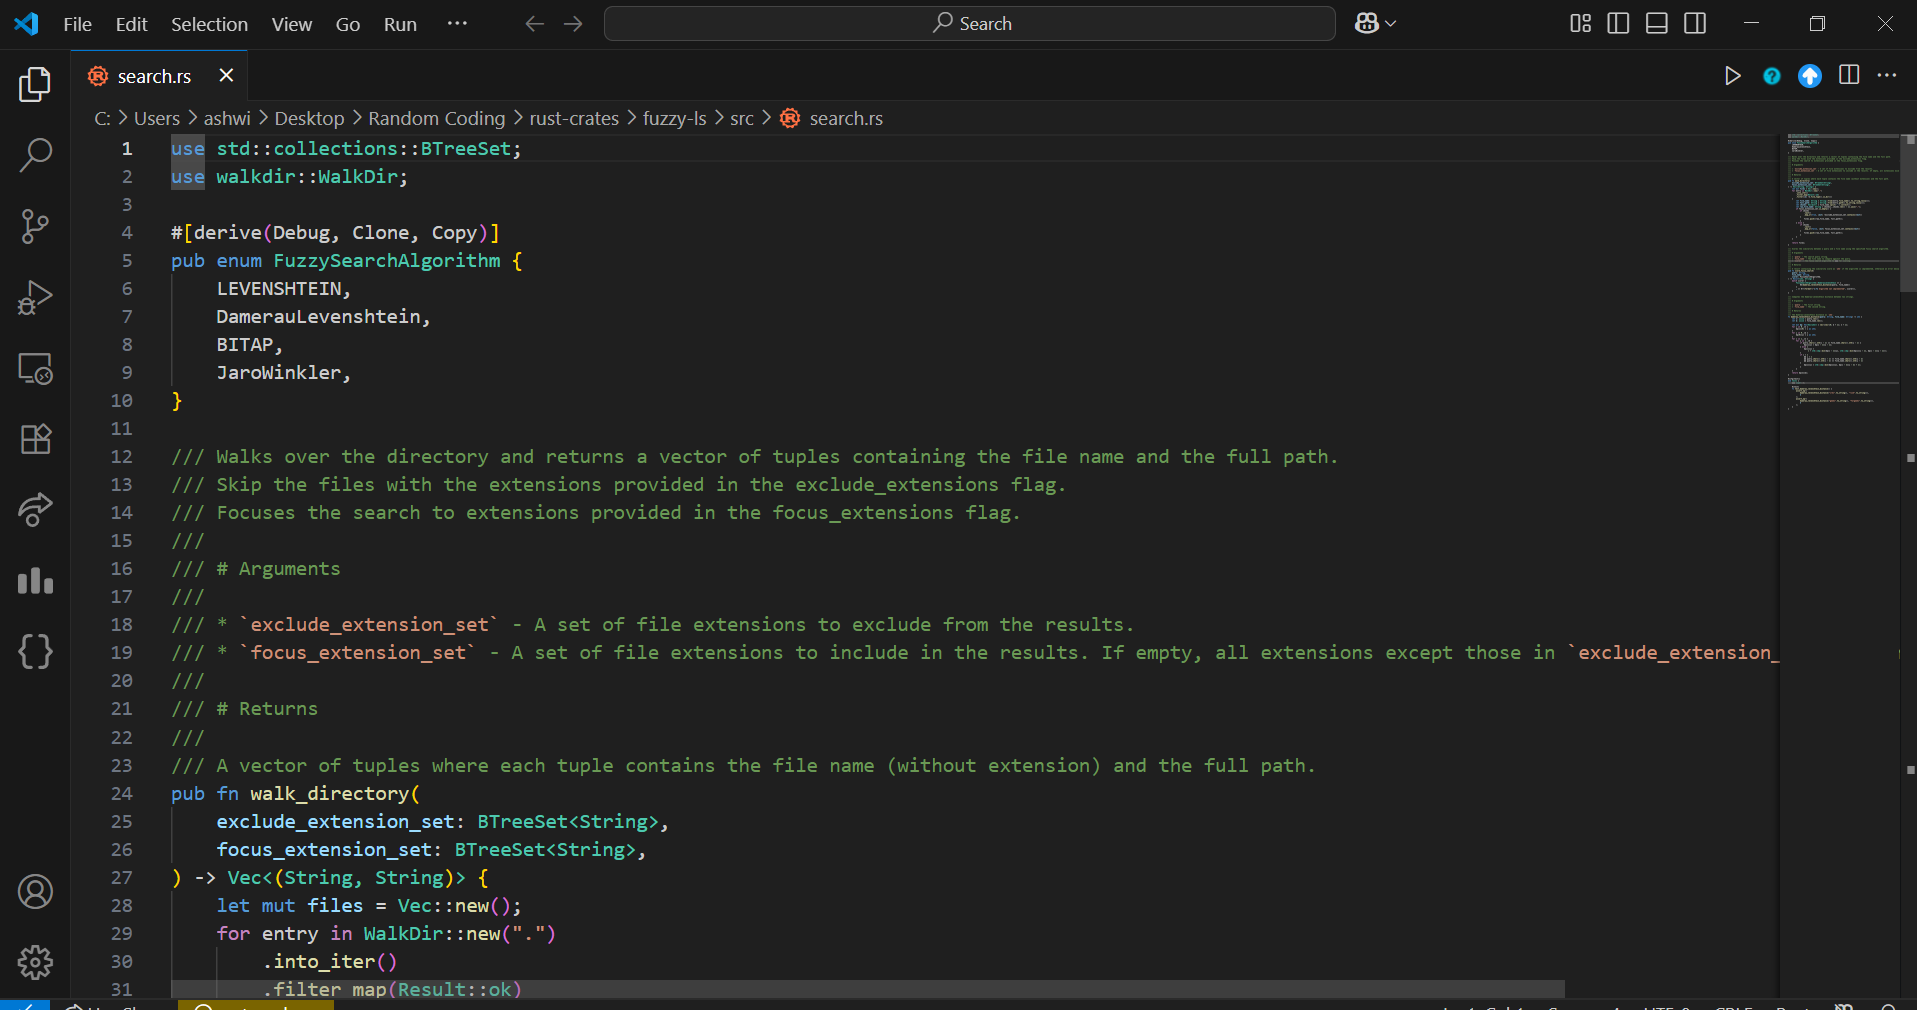 File Edit Selection View Go Run ···
Search
search.rs
C: > Users > ashwi > Desktop > Random Coding > rust-crates > fuzzy-ls > src > search.rs
1 use std::collections::BTreeSet;
2 use walkdir::WalkDir;
3
4 #[derive(Debug, Clone, Copy)]
5 pub enum FuzzySearchAlgorithm {
6     LEVENSHTEIN,
7     DamerauLevenshtein,
8     BITAP,
9     JaroWinkler,
10 }
11
12 /// Walks over the directory and returns a vector of tuples containing the file name and the full path.
13 /// Skip the files with the extensions provided in the exclude_extensions flag.
14 /// Focuses the search to extensions provided in the focus_extensions flag.
15 ///
16 /// # Arguments
17 ///
18 /// * `exclude_extension_set` - A set of file extensions to exclude from the results.
19 /// * `focus_extension_set` - A set of file extensions to include in the results. If empty, all extensions except those in `exclude_extension_
20 ///
21 /// # Returns
22 ///
23 /// A vector of tuples where each tuple contains the file name (without extension) and the full path.
24 pub fn walk_directory(
25     exclude_extension_set: BTreeSet<String>,
26     focus_extension_set: BTreeSet<String>,
27 ) -> Vec<(String, String)> {
28     let mut files = Vec::new();
29     for entry in WalkDir::new(".")
30         .into_iter()
31         .filter_map(Result::ok)